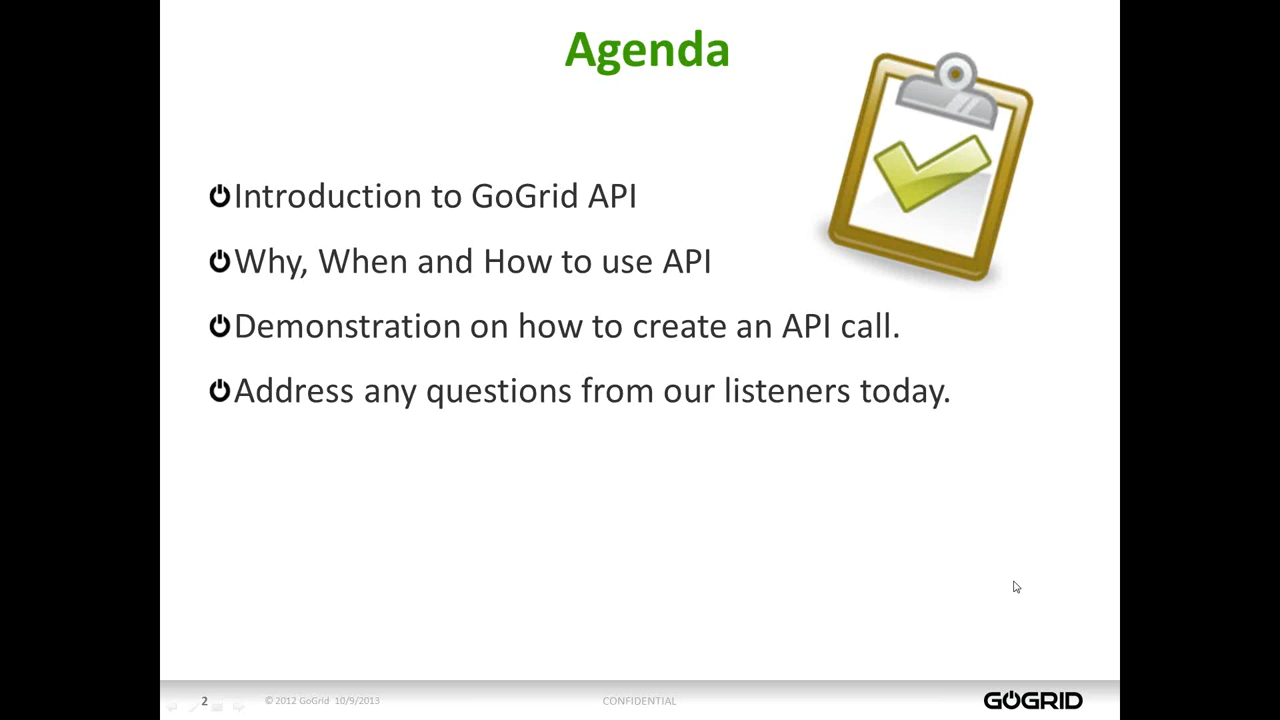 Agenda
Introduction to GoGrid API
Why, When and How to use API
Demonstration on how to create an API call.
Address any questions from our listeners today.
2 © 2012 GoGrid 10/9/2013 CONFIDENTIAL GOGRID